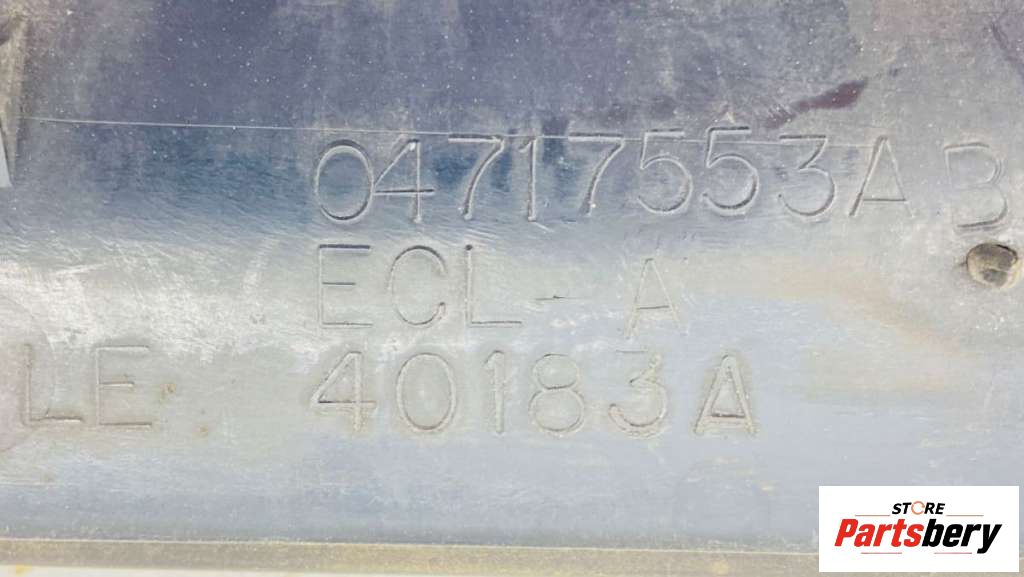 04717553AB
ECL-A
LE 40183A
STORE
Partsbery